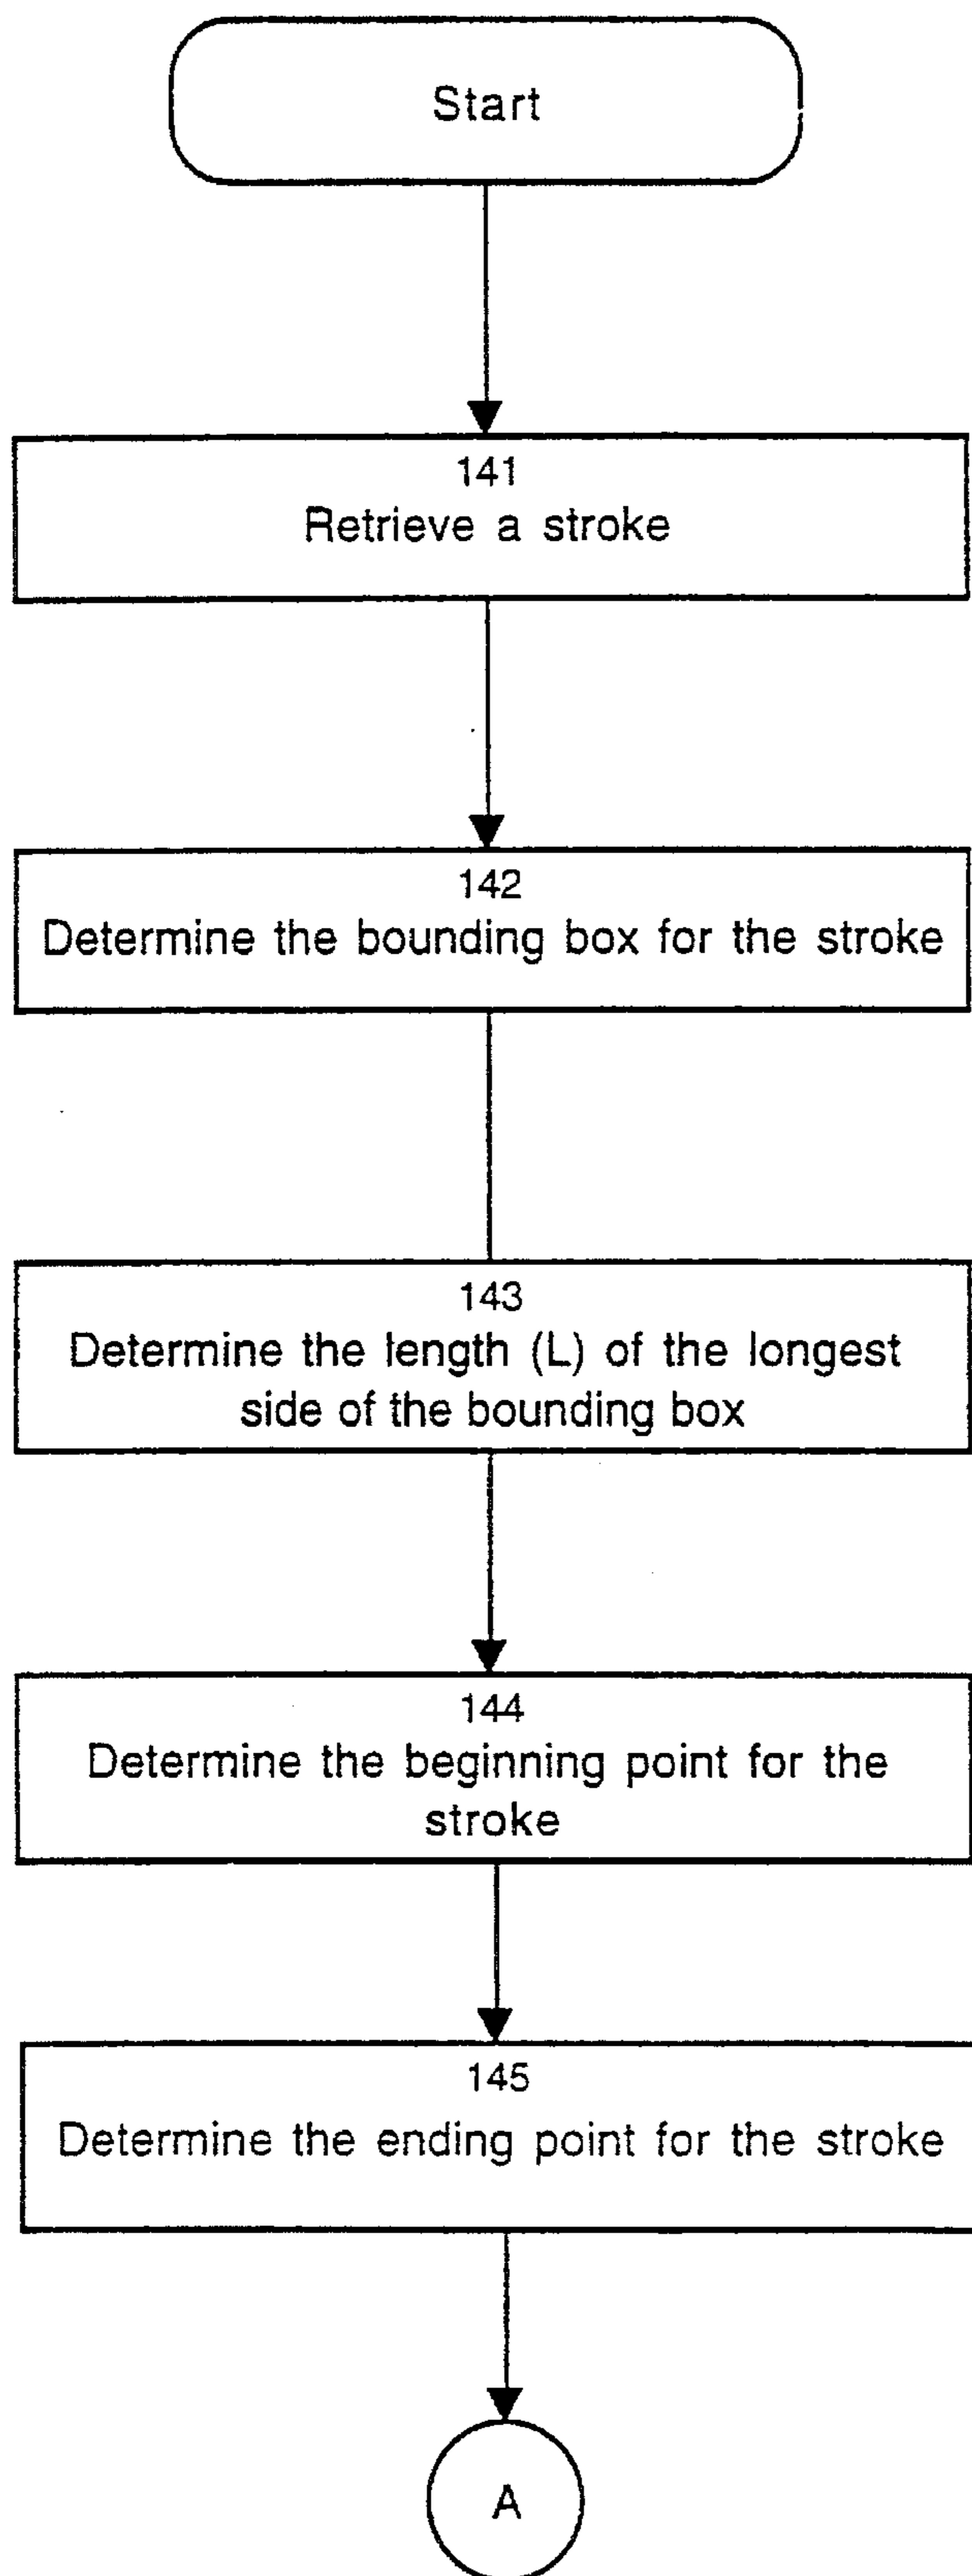 Start
141
Retrieve a stroke
142
Determine the bounding box for the stroke
143
Determine the length (L) of the longest
side of the bounding box
144
Determine the beginning point for the
stroke
145
Determine the ending point for the stroke
A